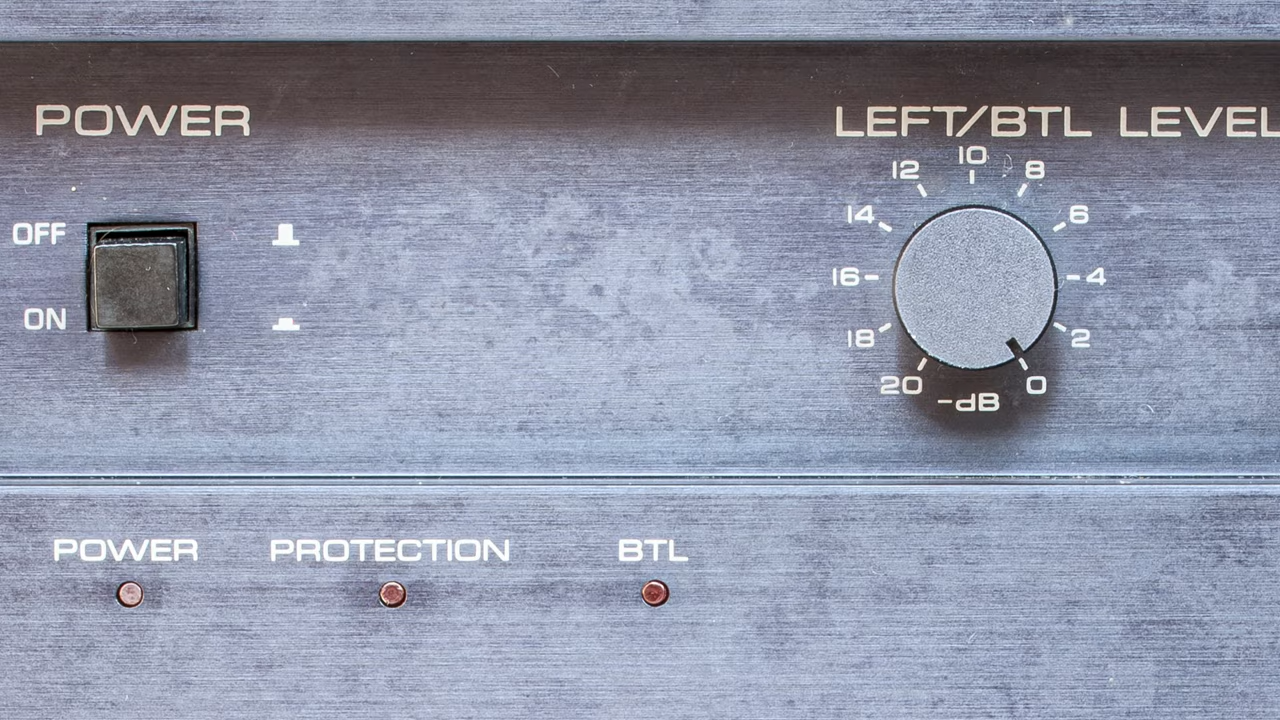 POWER
LEFT/BTL LEVEL
10
12
8
14
6
OFF
16
4
ON
18
2
20
0
-dB
POWER
PROTECTION
BTL